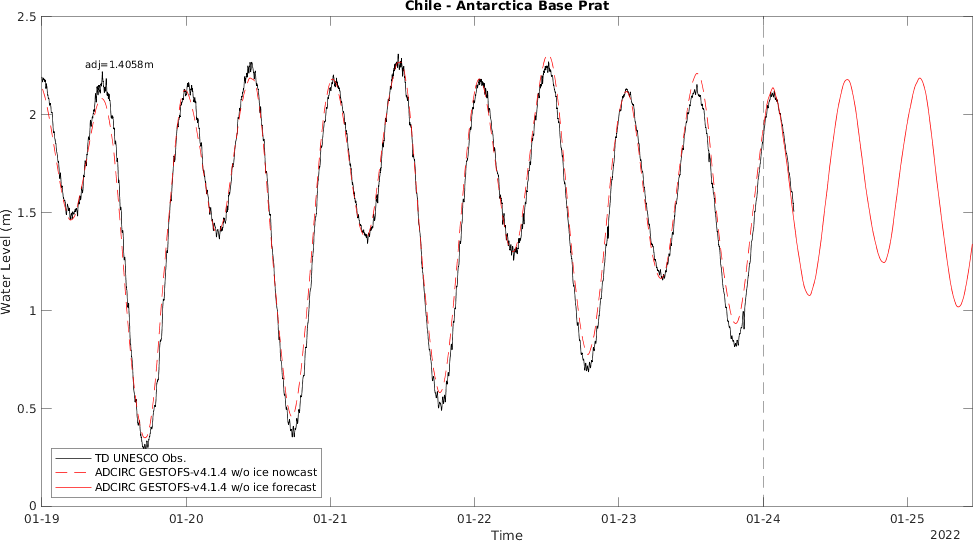 Chile - Antarctica Base Prat
2.5
adj=1.4058m
2
1.5
Water Level (m)
1
0.5
TD UNESCO Obs.
ADCIRC GESTOFS-v4.1.4 w/o ice nowcast
ADCIRC GESTOFS-v4.1.4 w/o ice forecast
0
01-19 01-20 01-21 01-22 01-23 01-24 01-25
Time 2022